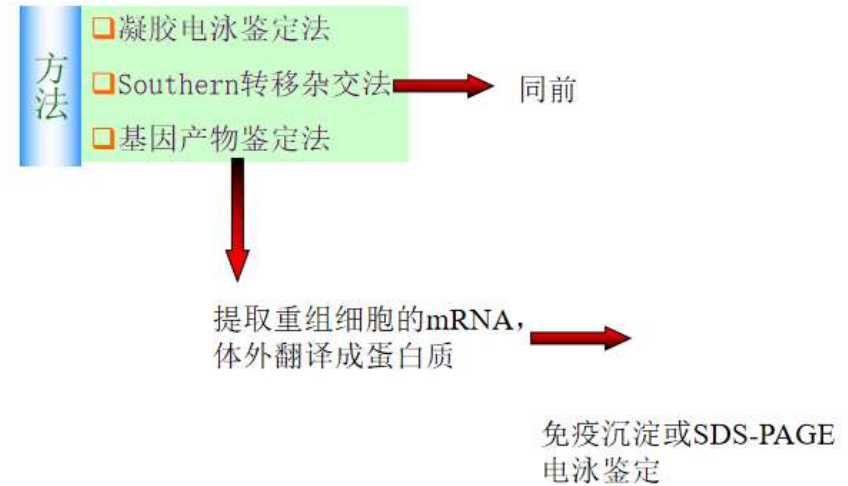 方法
❑凝胶电泳鉴定法
❑Southern转移杂交法
同前
❑基因产物鉴定法
提取重组细胞的mRNA，
体外翻译成蛋白质
免疫沉淀或SDS-PAGE
电泳鉴定